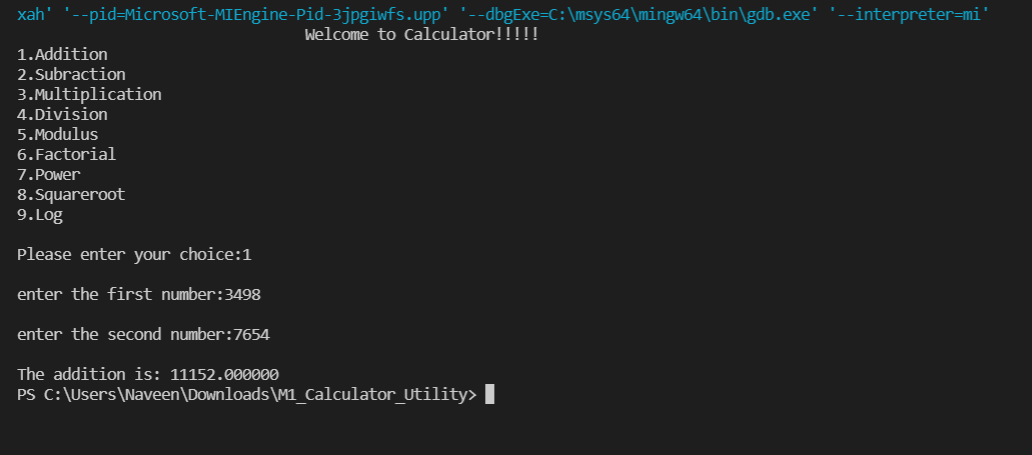 xah' '--pid=Microsoft-MIEngine-Pid-3jpgiwfs.upp' '--dbgExe=C:\msys64\mingw64\bin\gdb.exe' '--interpreter=mi'
Welcome to Calculator!!!!!
1.Addition
2.Subraction
3.Multiplication
4.Division
5.Modulus
6.Factorial
7.Power
8.Squareroot
9.Log
Please enter your choice:1
enter the first number:3498
enter the second number:7654
The addition is: 11152.000000
PS C:\Users\Naveen\Downloads\M1_Calculator_Utility>